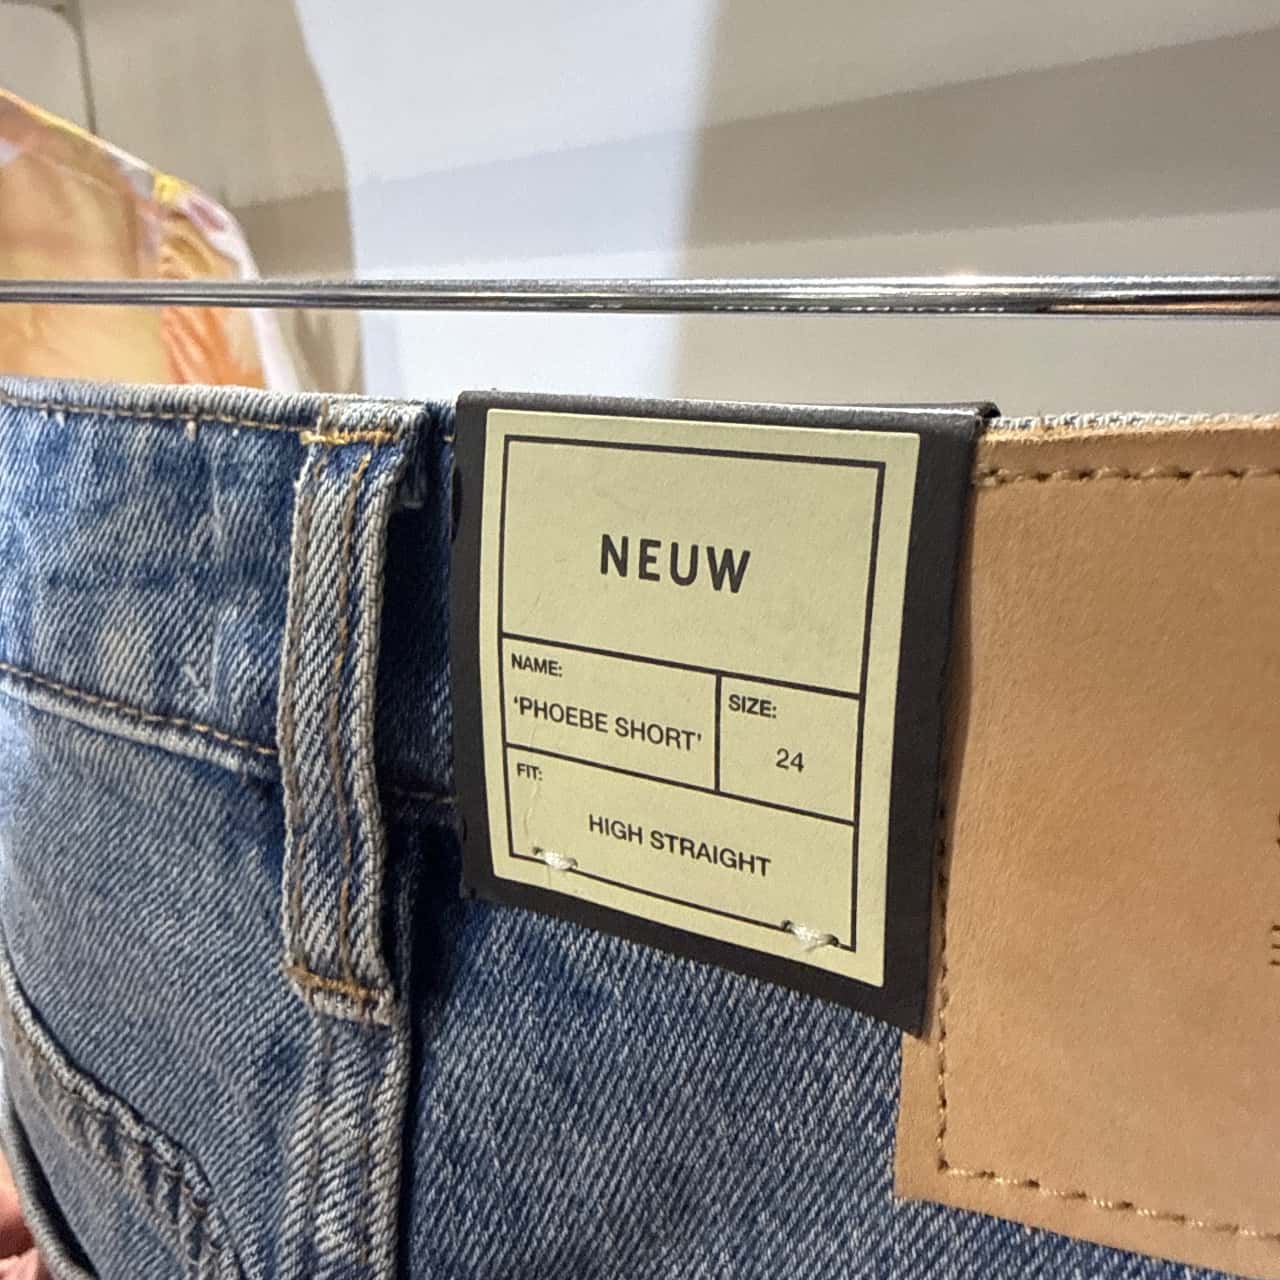 NEUW
NAME:
'PHOEBE SHORT'
SIZE:
24
FIT:
HIGH STRAIGHT